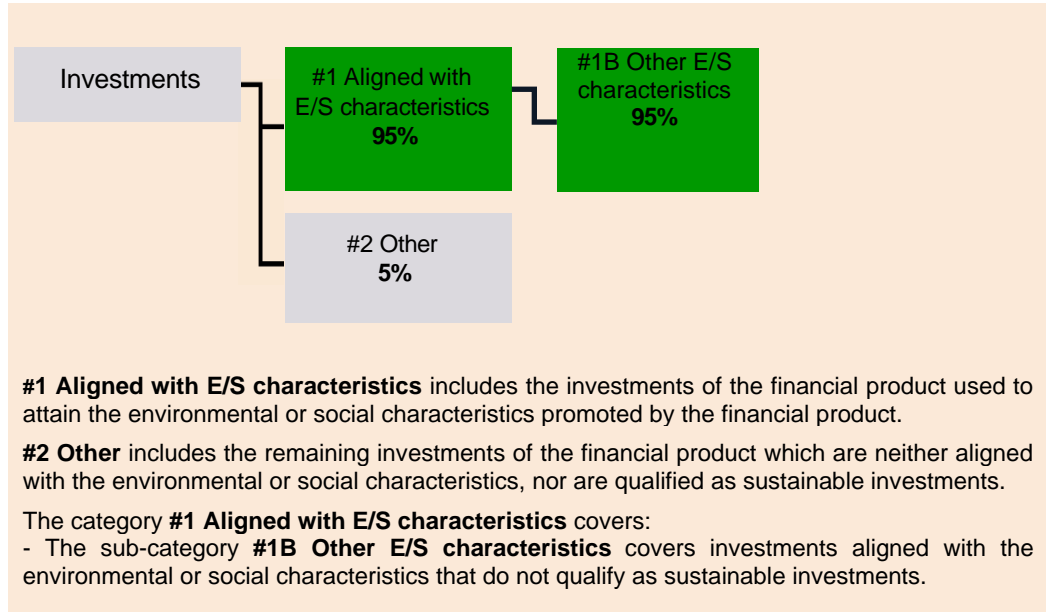 Investments
#1 Aligned with
E/S characteristics
95%
#1B Other E/S
characteristics
95%
#2 Other
5%
#1 Aligned with E/S characteristics includes the investments of the financial product used to
attain the environmental or social characteristics promoted by the financial product.
#2 Other includes the remaining investments of the financial product which are neither aligned
with the environmental or social characteristics, nor are qualified as sustainable investments.
The category #1 Aligned with E/S characteristics covers:
- The sub-category #1B Other E/S characteristics covers investments aligned with the
environmental or social characteristics that do not qualify as sustainable investments.